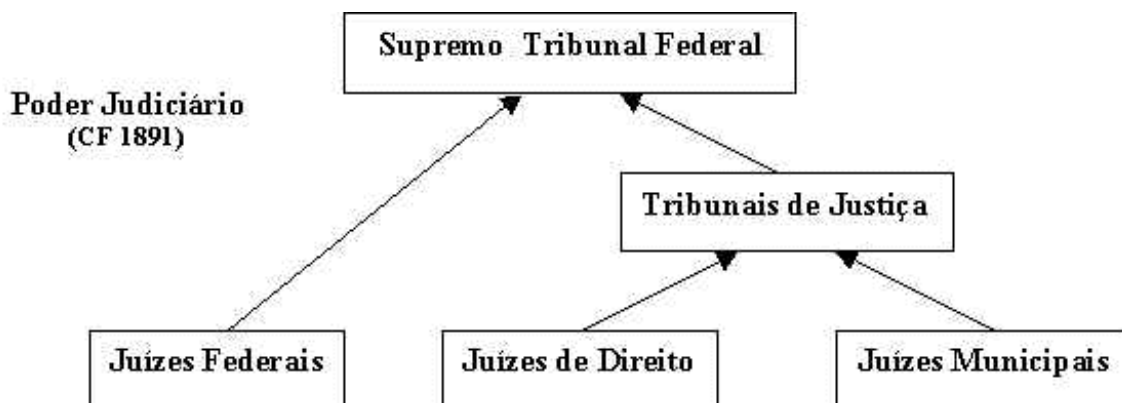 Supremo Tribunal Federal
Poder Judiciário
(CF 1891)
Tribunais de Justiça
Juízes Federais
Juízes de Direito
Juízes Municipais